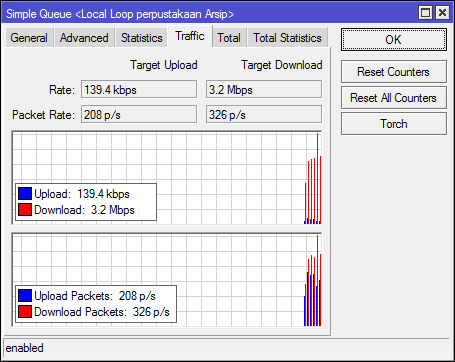 Simple Queue <Local Loop perpustakaan Arsip>
General Advanced Statistics Traffic Total Total Statistics
OK
Reset Counters
Reset All Counters
Torch
Target Upload Target Download
Rate: 139.4 kbps 3.2 Mbps
Packet Rate: 208 p/s 326 p/s
Upload: 139.4 kbps
Download: 3.2 Mbps
Upload Packets: 208 p/s
Download Packets: 326 p/s
enabled